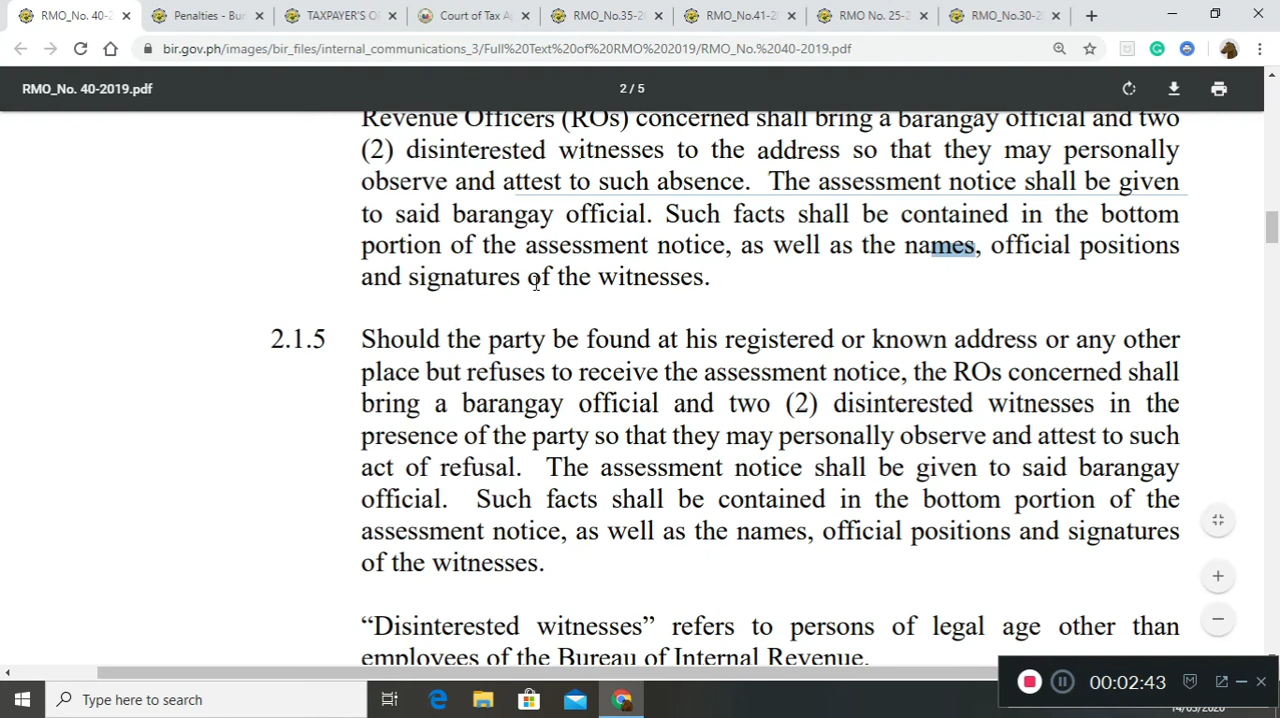 RMO_No. 40-2
Penalties - Bur
TAXPAYER'S O
Court of Tax Ap
RMO_No.35-2
RMO_No.41-2
RMO No. 25-2
RMO_No.30-2
bir.gov.ph/images/bir_files/internal_communications_3/Full%20Text%20of%20RMO%202019/RMO_No.%2040-2019.pdf
RMO_No. 40-2019.pdf
2 / 5
Revenue Officers (ROs) concerned shall bring a barangay official and two
(2) disinterested witnesses to the address so that they may personally
observe and attest to such absence. The assessment notice shall be given
to said barangay official. Such facts shall be contained in the bottom
portion of the assessment notice, as well as the names, official positions
and signatures of the witnesses.
2.1.5 Should the party be found at his registered or known address or any other
place but refuses to receive the assessment notice, the ROs concerned shall
bring a barangay official and two (2) disinterested witnesses in the
presence of the party so that they may personally observe and attest to such
act of refusal. The assessment notice shall be given to said barangay
official. Such facts shall be contained in the bottom portion of the
assessment notice, as well as the names, official positions and signatures
of the witnesses.
“Disinterested witnesses” refers to persons of legal age other than
employees of the Bureau of Internal Revenue.
Type here to search
00:02:43
14/03/2020